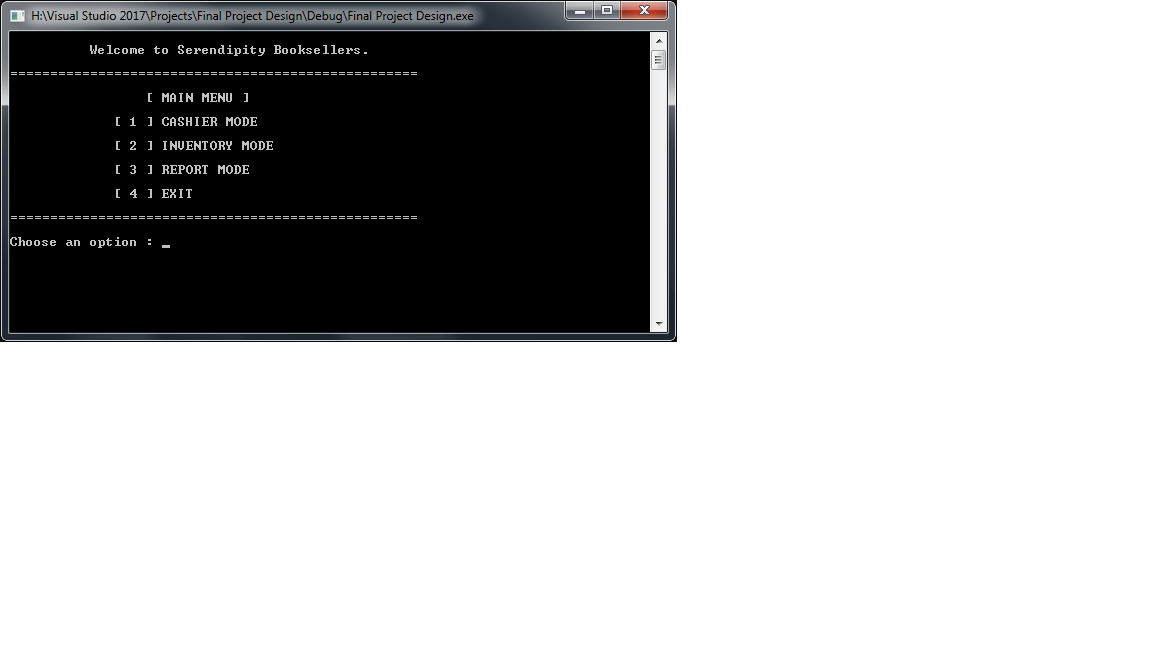 H:\Visual Studio 2017\Projects\Final Project Design\Debug\Final Project Design.exe
Welcome to Serendipity Booksellers.
===================================================
[ MAIN MENU ]
[ 1 ] CASHIER MODE
[ 2 ] INVENTORY MODE
[ 3 ] REPORT MODE
[ 4 ] EXIT
===================================================
Choose an option : _